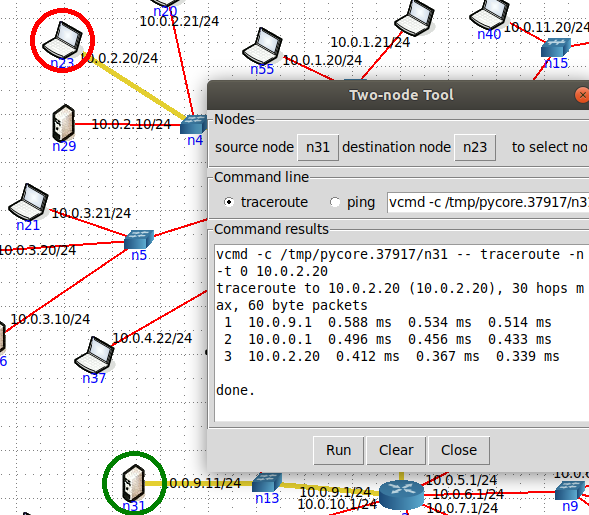 n20
10.0.2.21/24
n23
10.0.2.20/24
n55
10.0.1.21/24
10.0.1.20/24
n40
10.0.11.20/24
n15
n29
10.0.2.10/24
n4
n21
10.0.3.21/24
0.0.3.20/24
n5
10.0.3.10/24
6
10.0.4.22/24
n37
Two-node Tool
Nodes
source node n31 destination node n23 to select no
Command line
traceroute ping vcmd -c /tmp/pycore.37917/n31
Command results
vcmd -c /tmp/pycore.37917/n31 -- traceroute -n
-t 0 10.0.2.20
traceroute to 10.0.2.20 (10.0.2.20), 30 hops m
ax, 60 byte packets
1 10.0.9.1 0.588 ms 0.534 ms 0.514 ms
2 10.0.0.1 0.496 ms 0.456 ms 0.433 ms
3 10.0.2.20 0.412 ms 0.367 ms 0.339 ms
done.
Run Clear Close
n31
0.0.9.11/24
n13
10.0.9.1/24
10.0.10.1/24
10.0.5.1/24
10.0.6.1/24
10.0.7.1/24
n9